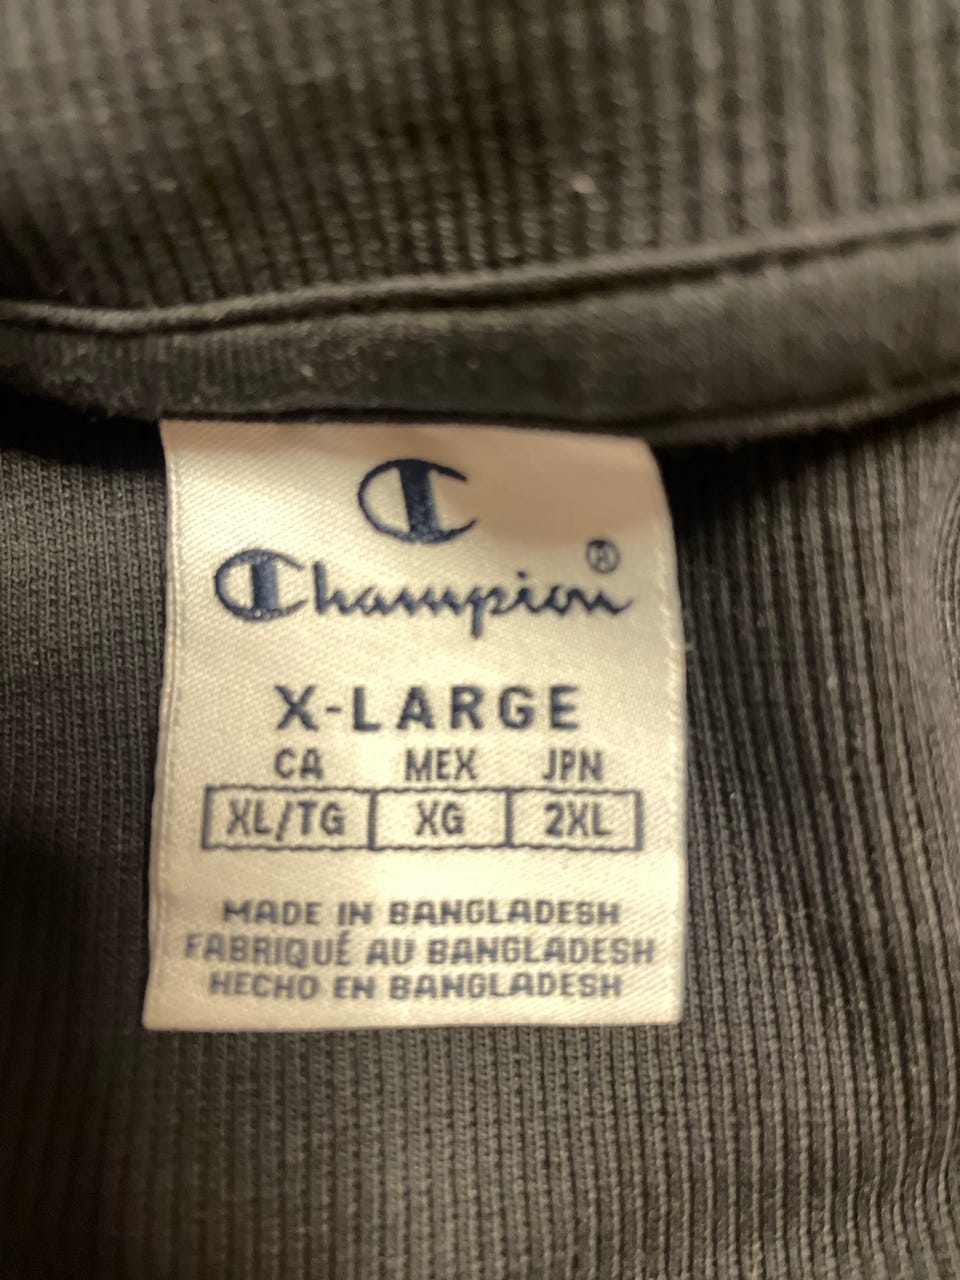 C
Champion®
X-LARGE
CA MEX JPN
XL/TG XG 2XL
MADE IN BANGLADESH
FABRIQUÉ AU BANGLADESH
HECHO EN BANGLADESH